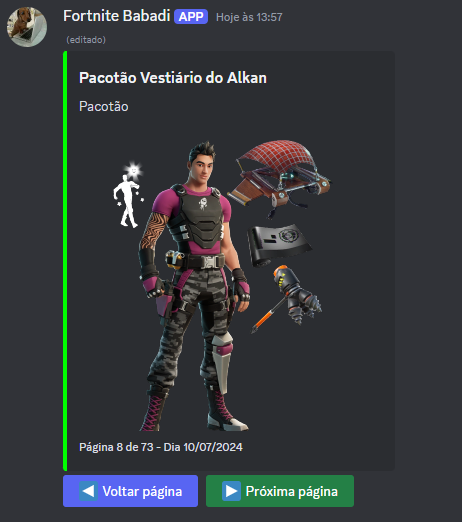 Fortnite Babadi APP Hoje às 13:57
(editado)
Pacotão Vestiário do Alkan
Pacotão
Página 8 de 73 - Dia 10/07/2024
Voltar página
Próxima página